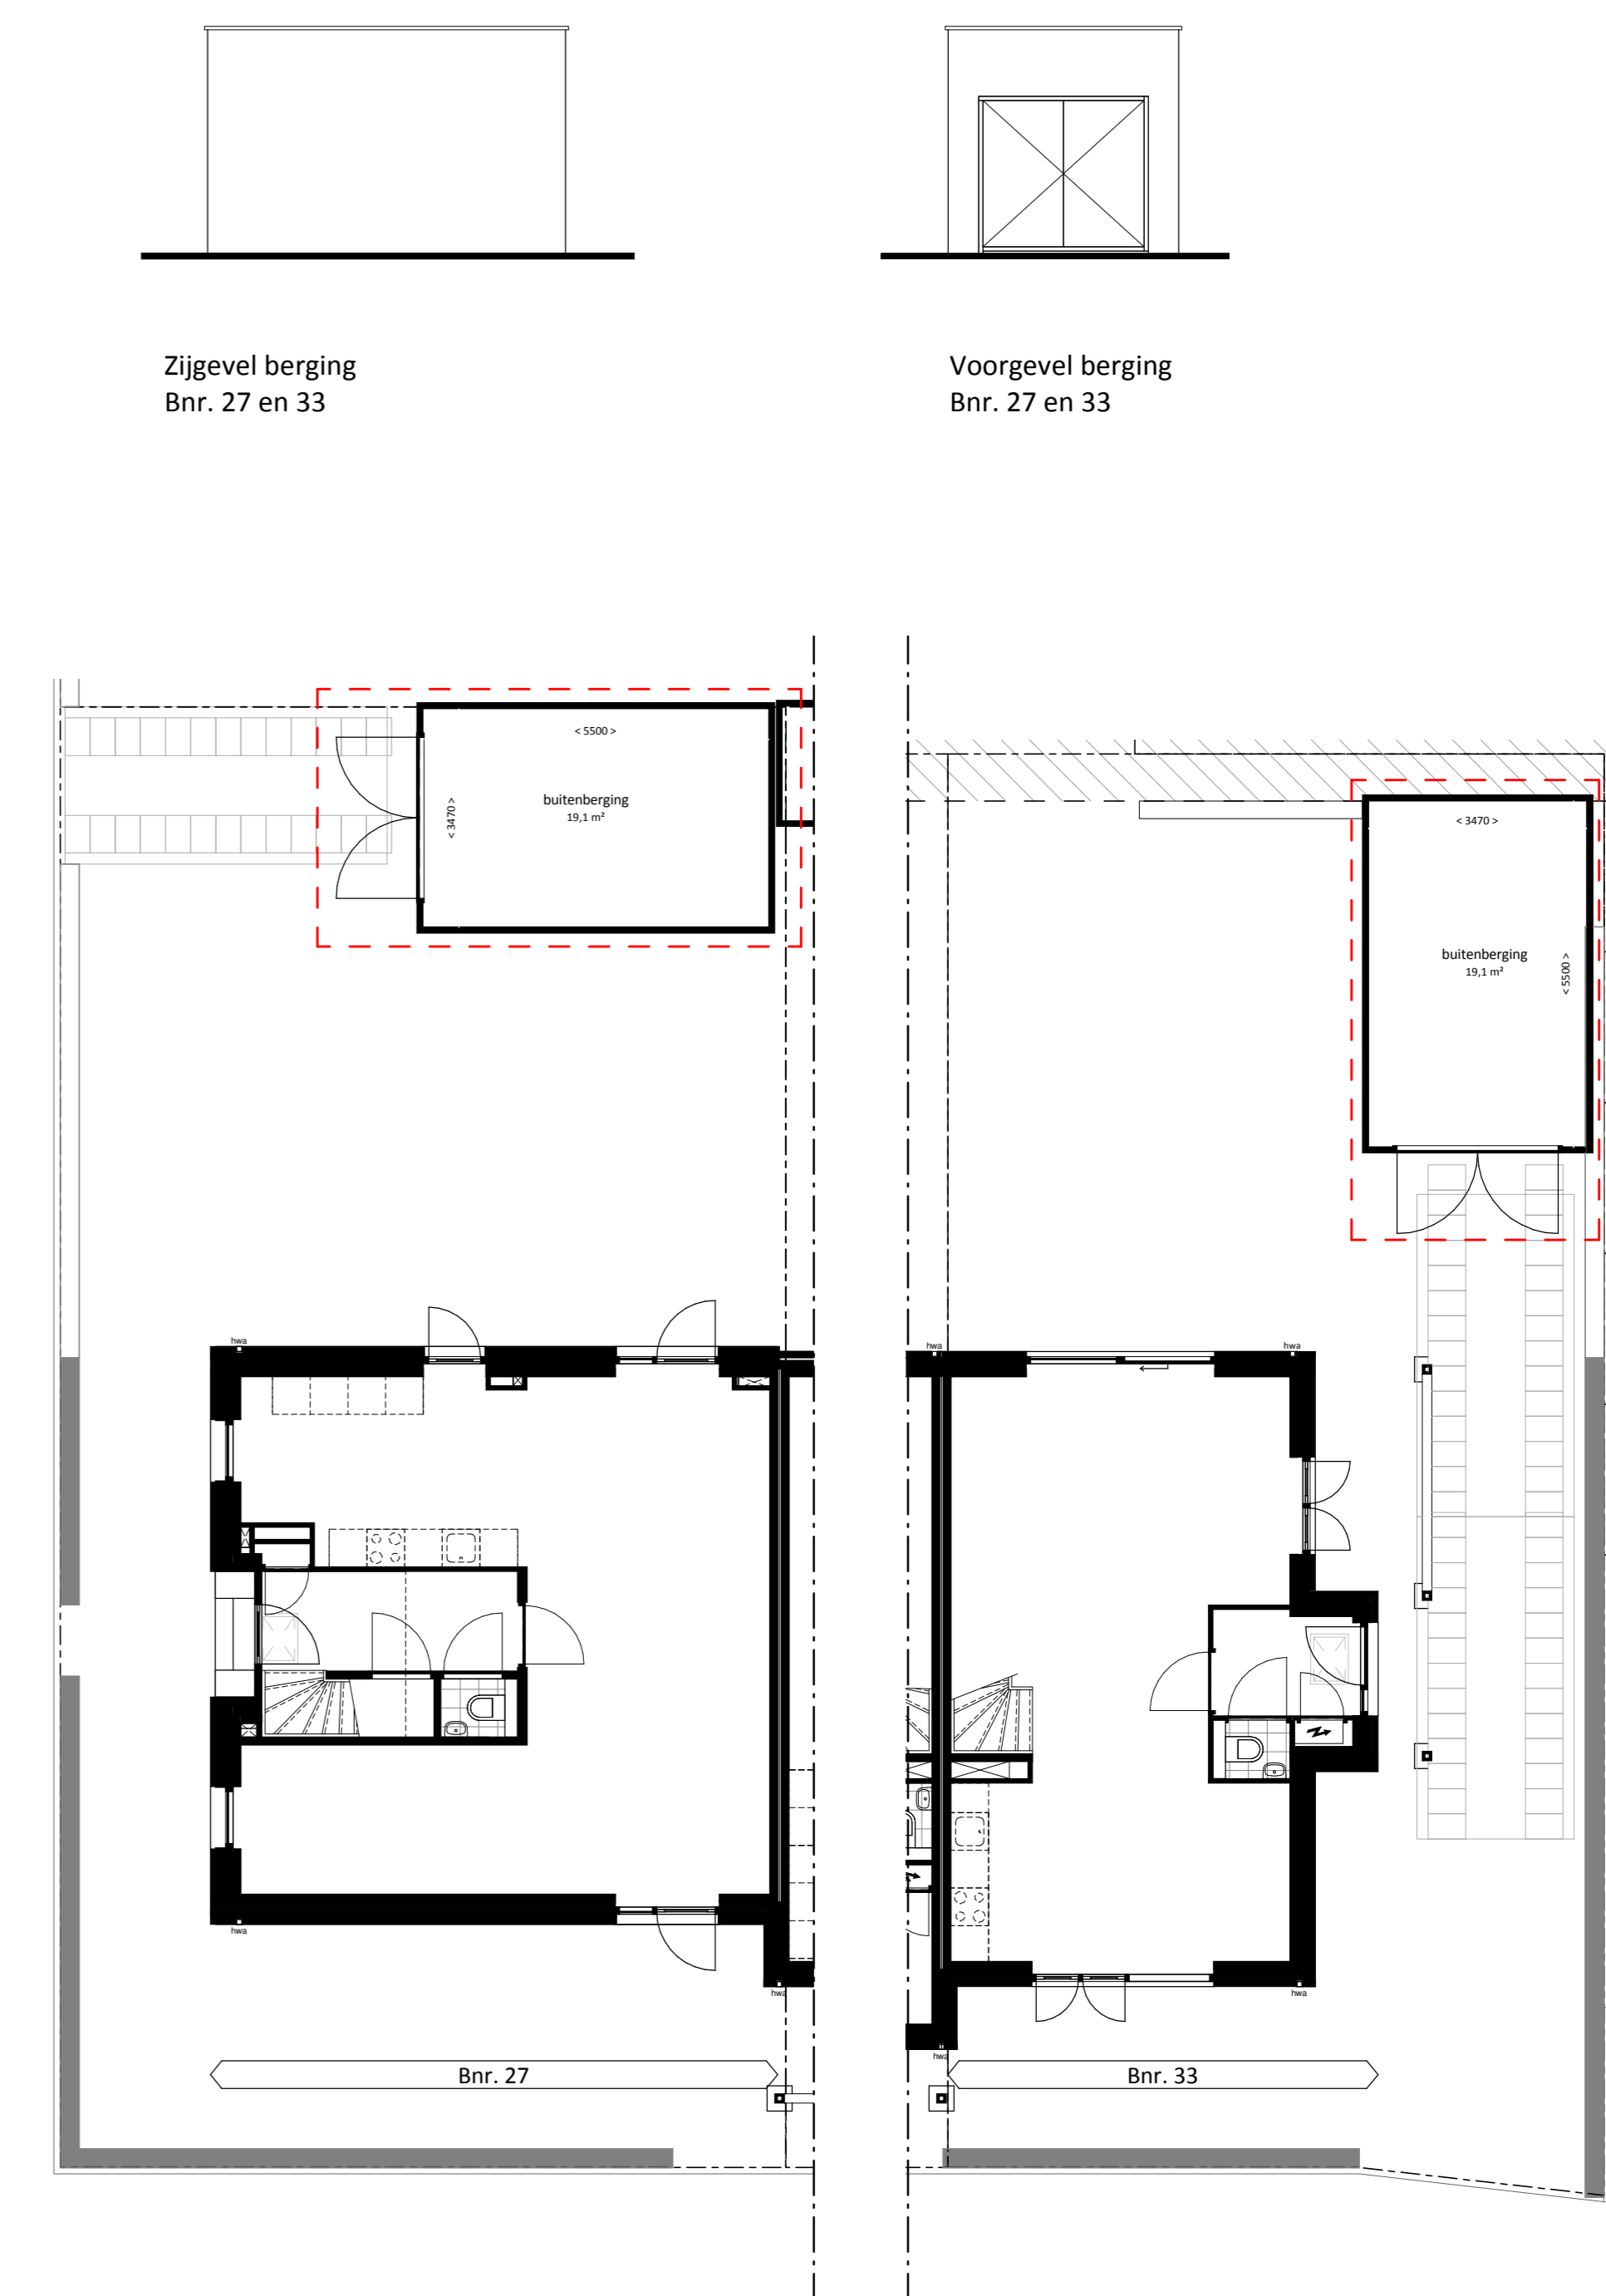 Zijgevel berging
Bnr. 27 en 33
Voorgevel berging
Bnr. 27 en 33
< 5500 >
< 3470 >
buitenberging
19,1 m²
< 3470 >
buitenberging
19,1 m²
< 5500 >
hwa
hwa
hwa
hwa
hwa
hwa
hwa
Bnr. 27
Bnr. 33